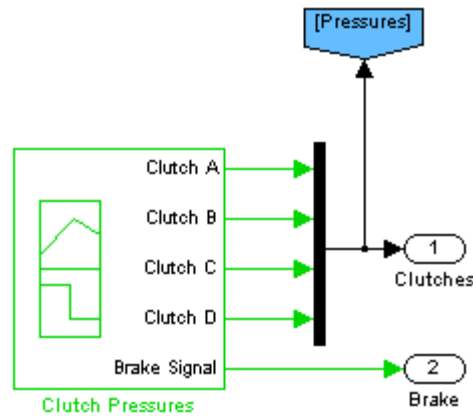 [Pressures]
Clutch A
Clutch B
Clutch C
Clutch D
Brake Signal
Clutch Pressures
1
Clutches
2
Brake